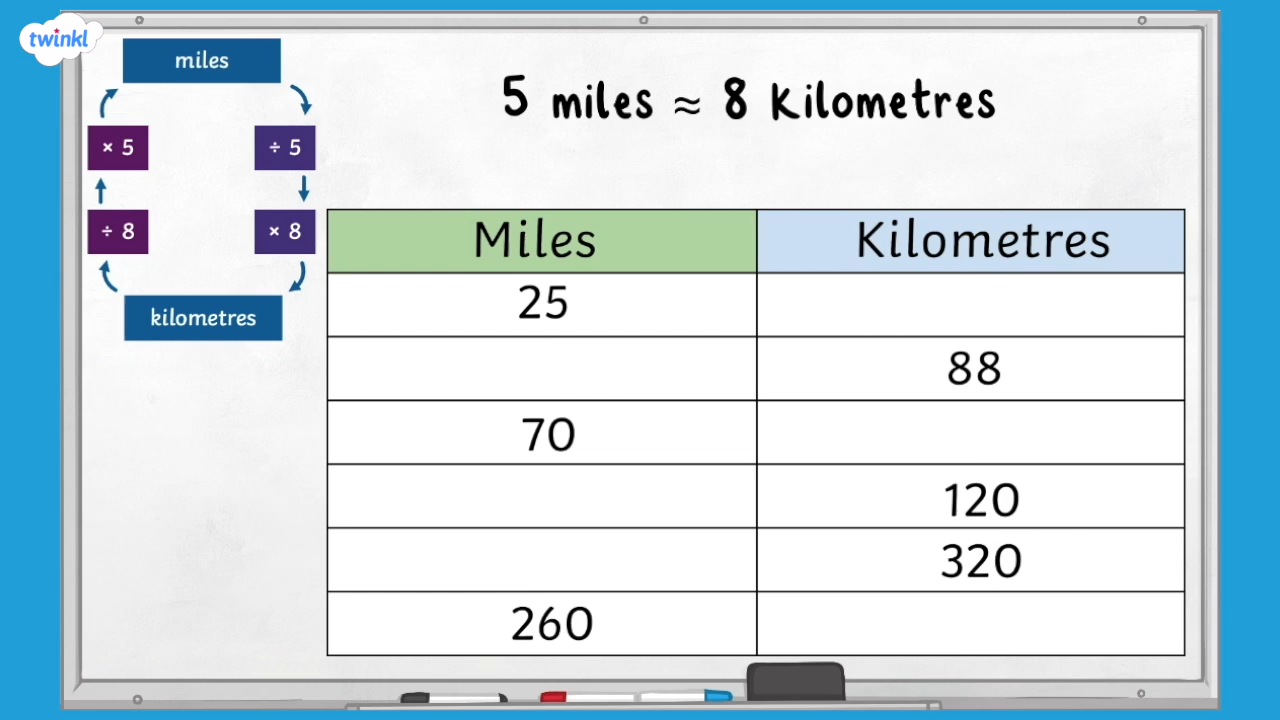 twinkl
miles
5 miles ≈ 8 Kilometres
× 5
÷ 5
÷ 8
× 8
kilometres
Miles Kilometres
25
88
70
120
320
260